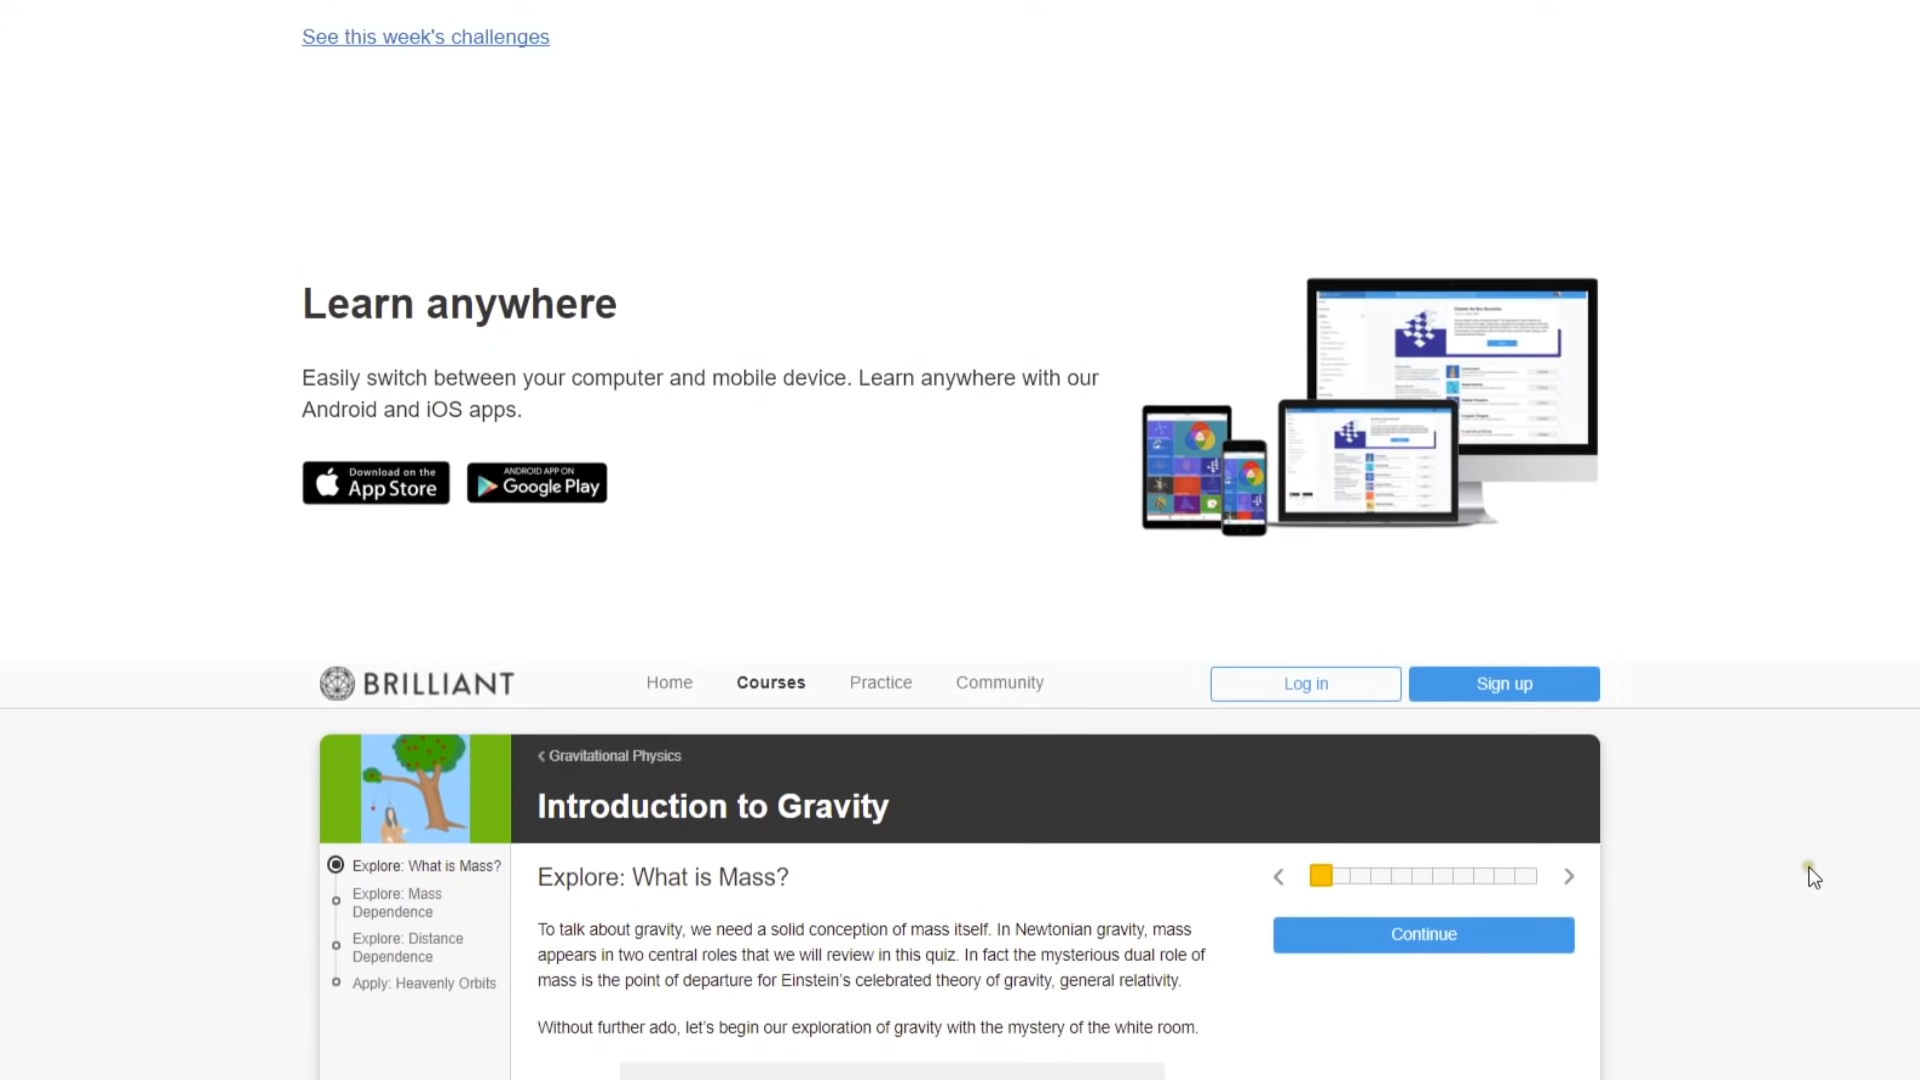 See this week's challenges
Learn anywhere
Easily switch between your computer and mobile device. Learn anywhere with our
Android and iOS apps.
Download on the
App Store
ANDROID APP ON
Google Play
BRILLIANT
Home
Courses
Practice
Community
Log in
Sign up
Gravitational Physics
Introduction to Gravity
Explore: What is Mass?
Explore: Mass
Dependence
Explore: Distance
Dependence
Apply: Heavenly Orbits
Explore: What is Mass?
Continue
To talk about gravity, we need a solid conception of mass itself. In Newtonian gravity, mass
appears in two central roles that we will review in this quiz. In fact the mysterious dual role of
mass is the point of departure for Einstein's celebrated theory of gravity, general relativity.
Without further ado, let's begin our exploration of gravity with the mystery of the white room.